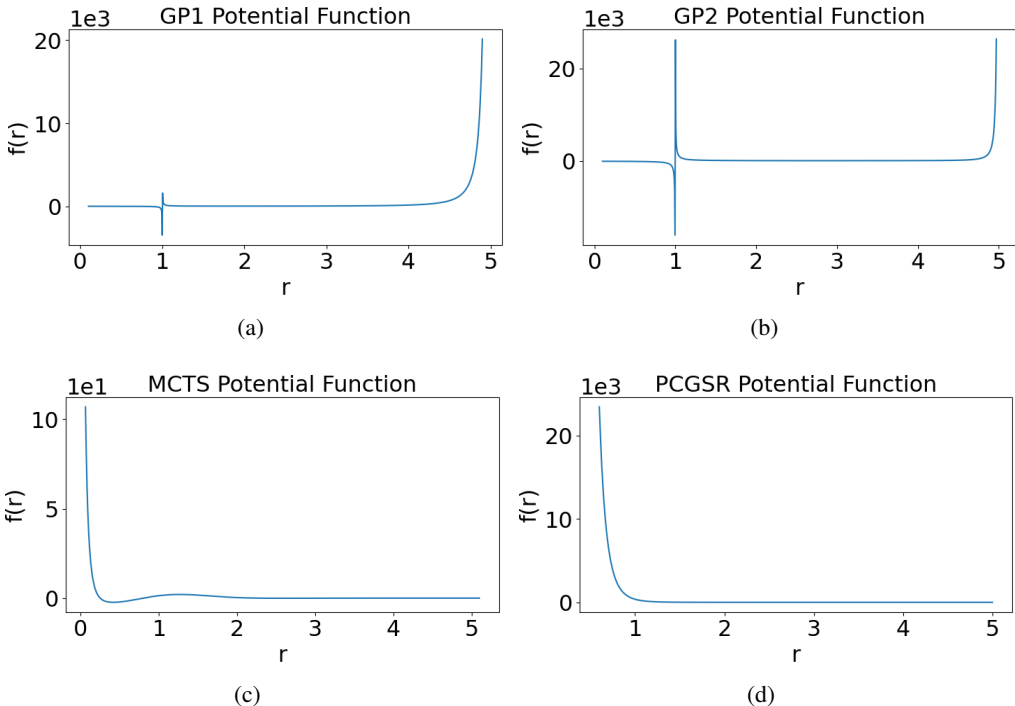 1e3 GP1 Potential Function
20
10
0
f(r)
0 1 2 3 4 5
r
(a)
1e3 GP2 Potential Function
20
0
f(r)
0 1 2 3 4 5
r
(b)
1e1 MCTS Potential Function
10
5
0
f(r)
0 1 2 3 4 5
r
(c)
1e3 PCGSR Potential Function
20
10
0
f(r)
1 2 3 4 5
r
(d)